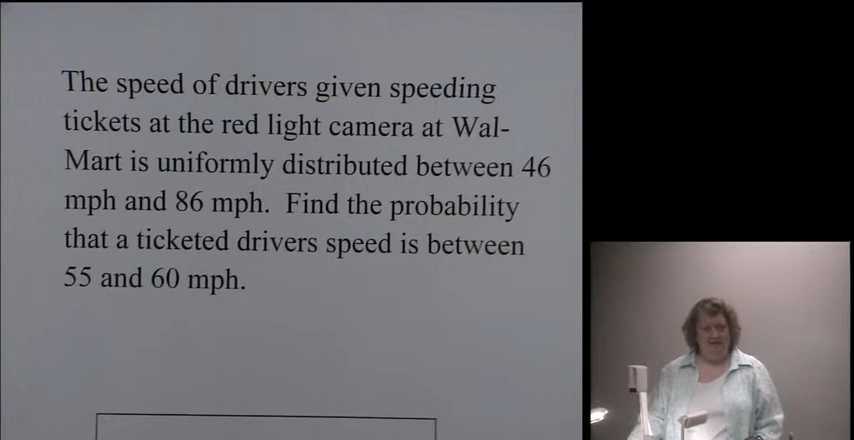 The speed of drivers given speeding
tickets at the red light camera at Wal-
Mart is uniformly distributed between 46
mph and 86 mph.  Find the probability
that a ticketed drivers speed is between
55 and 60 mph.